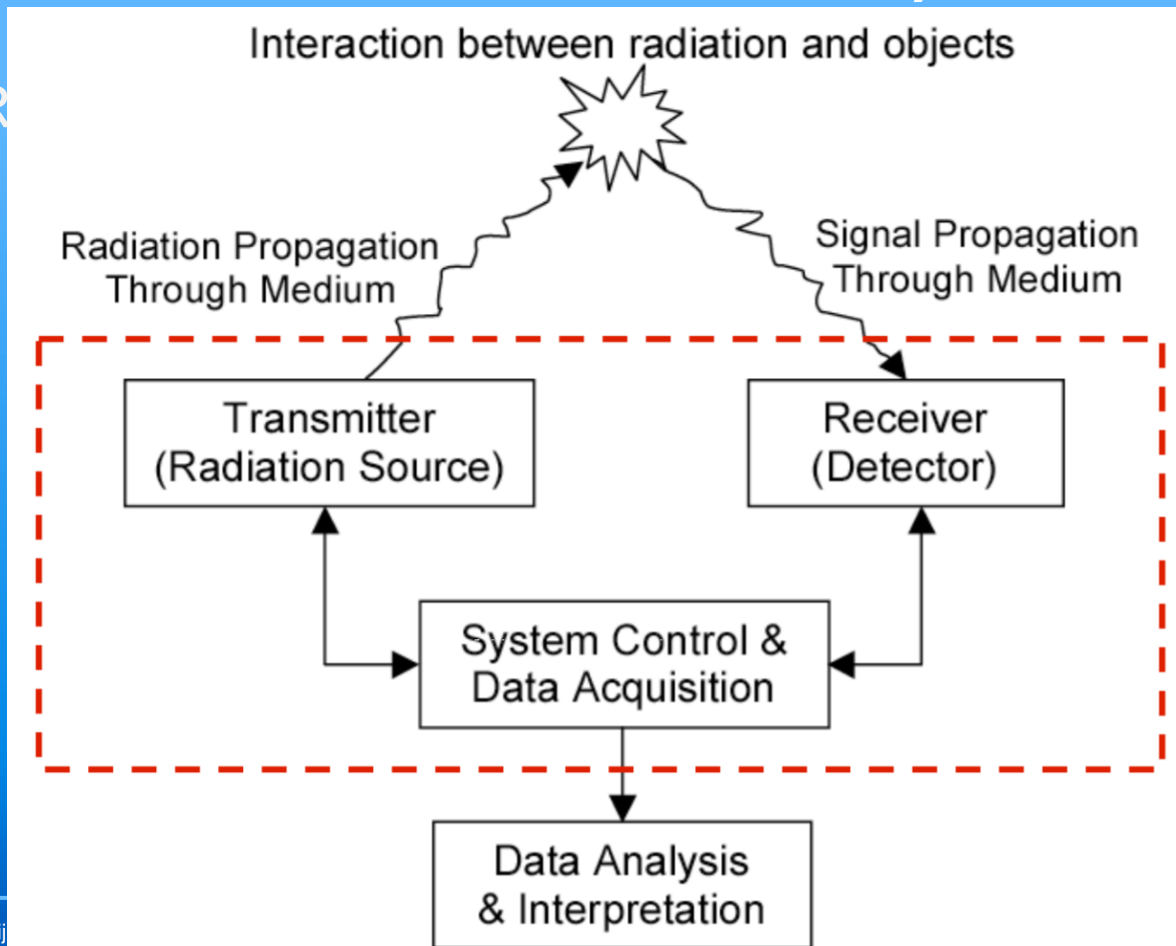 Interaction between radiation and objects
Radiation Propagation
Through Medium
Signal Propagation
Through Medium
Transmitter
(Radiation Source)
Receiver
(Detector)
System Control &
Data Acquisition
Data Analysis
& Interpretation